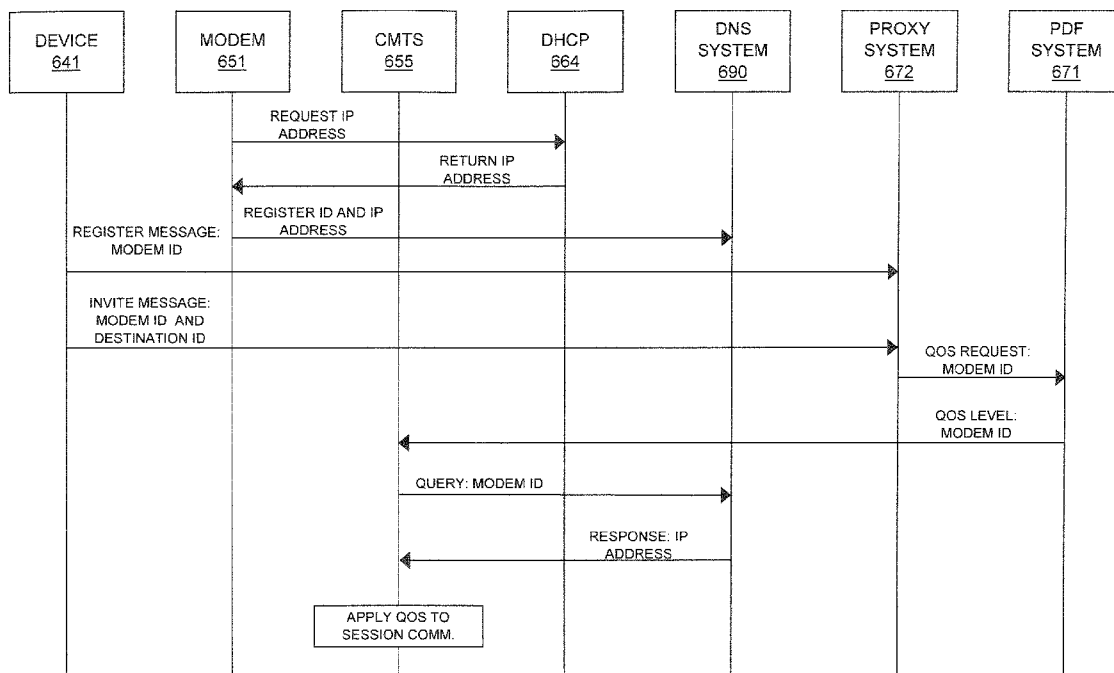 DEVICE
641
MODEM
651
CMTS
655
DHCP
664
DNS
SYSTEM
690
PROXY
SYSTEM
672
PDF
SYSTEM
671
REQUEST IP
ADDRESS
RETURN IP
ADDRESS
REGISTER ID AND IP
ADDRESS
REGISTER MESSAGE:
MODEM ID
INVITE MESSAGE:
MODEM ID AND
DESTINATION ID
QOS REQUEST:
MODEM ID
QOS LEVEL:
MODEM ID
QUERY: MODEM ID
RESPONSE: IP
ADDRESS
APPLY QOS TO
SESSION COMM.